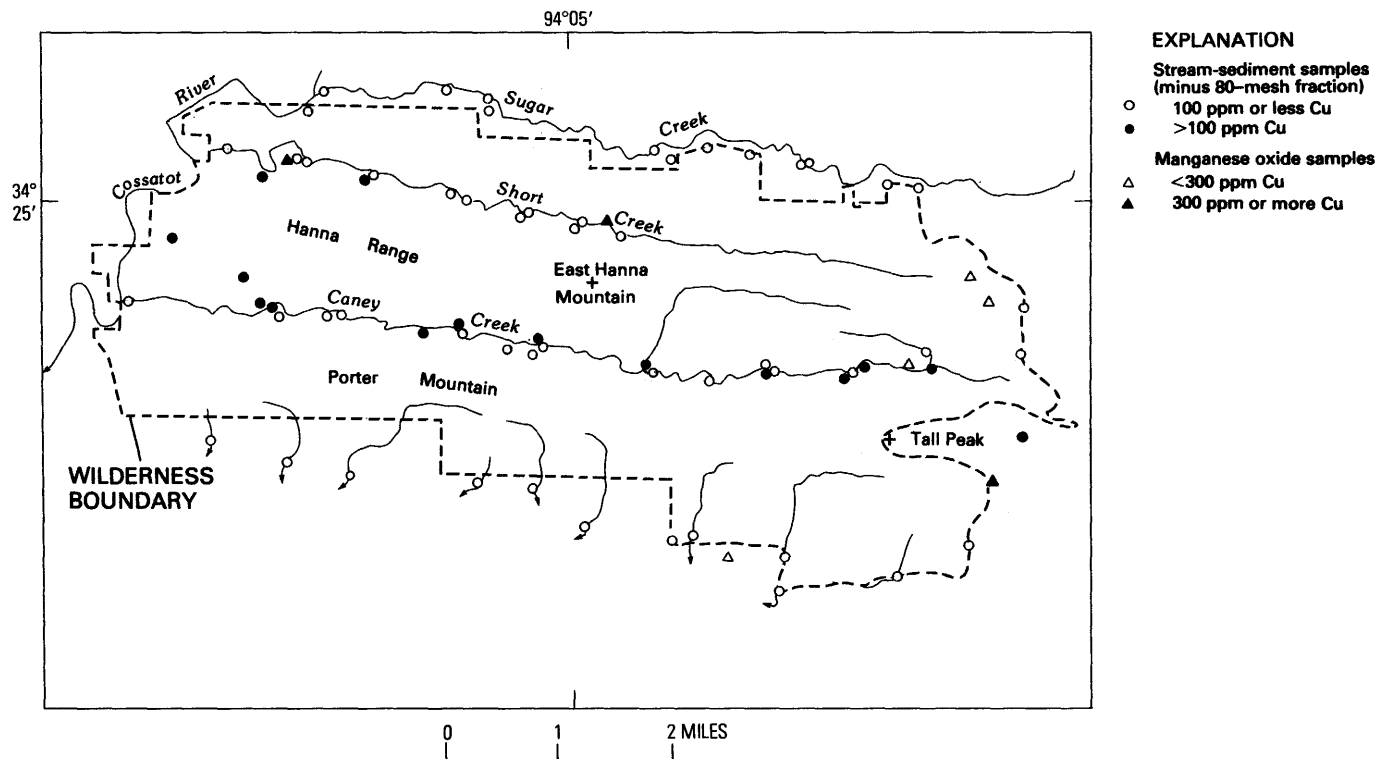 94°05′
EXPLANATION
Stream-sediment samples
(minus 80-mesh fraction)
100 ppm or less Cu
>100 ppm Cu
Manganese oxide samples
<300 ppm Cu
300 ppm or more Cu
River
Sugar
Creek
Cossatot
34°
25′
Short
Creek
Hanna Range
East Hanna
Mountain
Caney
Creek
Porter Mountain
Tall Peak
WILDERNESS
BOUNDARY
0 1 2 MILES